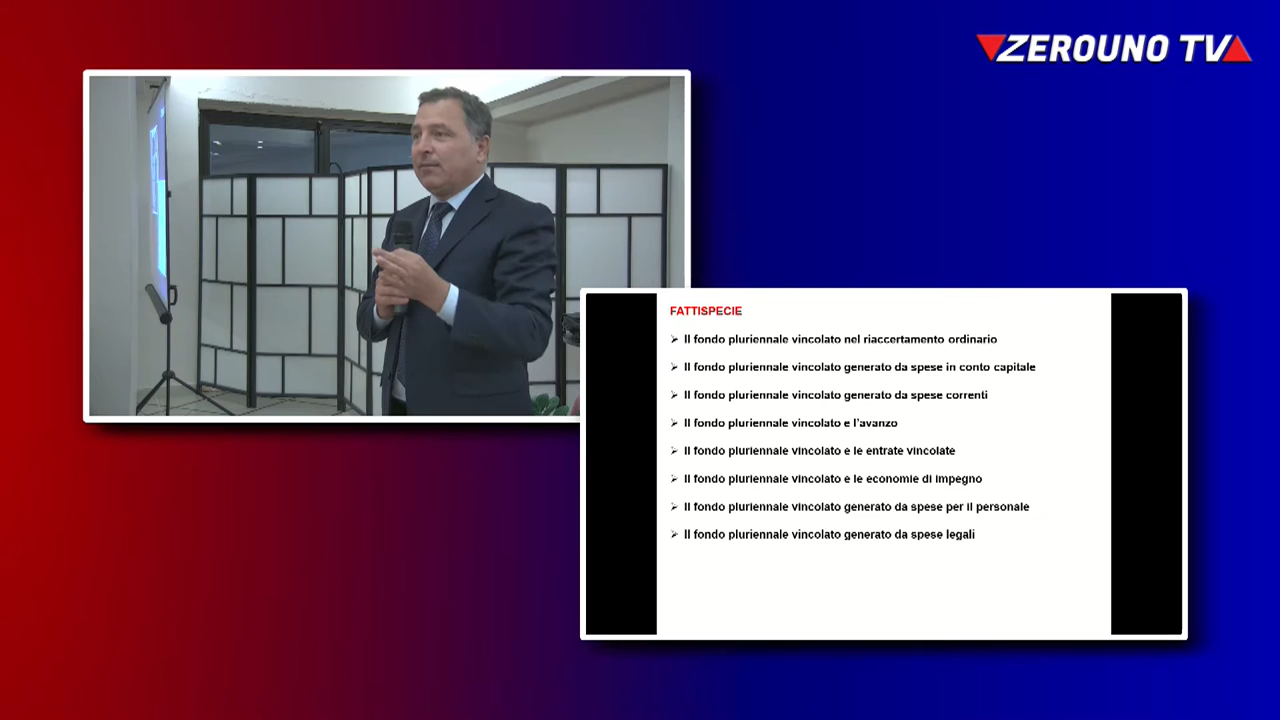 ZEROUNO TV
FATTISPECIE
Il fondo pluriennale vincolato nel riaccertamento ordinario
Il fondo pluriennale vincolato generato da spese in conto capitale
Il fondo pluriennale vincolato generato da spese correnti
Il fondo pluriennale vincolato e l'avanzo
Il fondo pluriennale vincolato e le entrate vincolate
Il fondo pluriennale vincolato e le economie di impegno
Il fondo pluriennale vincolato generato da spese per il personale
Il fondo pluriennale vincolato generato da spese legali